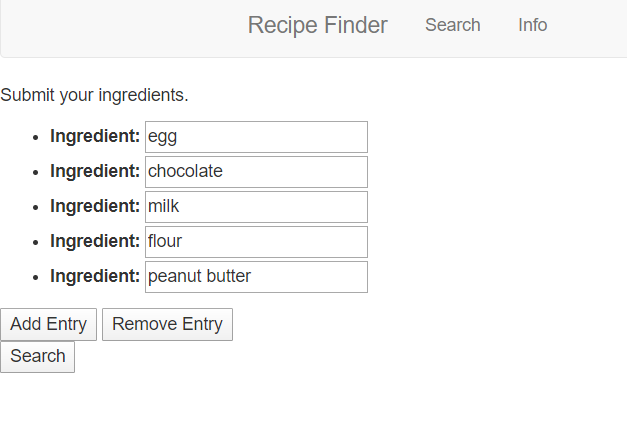 Recipe Finder Search Info
Submit your ingredients.
Ingredient: egg
Ingredient: chocolate
Ingredient: milk
Ingredient: flour
Ingredient: peanut butter
Add Entry Remove Entry
Search